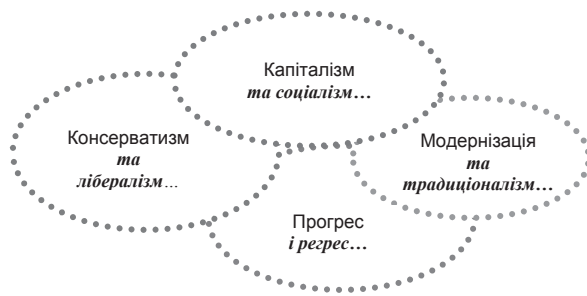 Капіталізм
та соціалізм…
Консерватизм
та
лібералізм…
Модернізація
та
традиціоналізм…
Прогрес
і регрес…